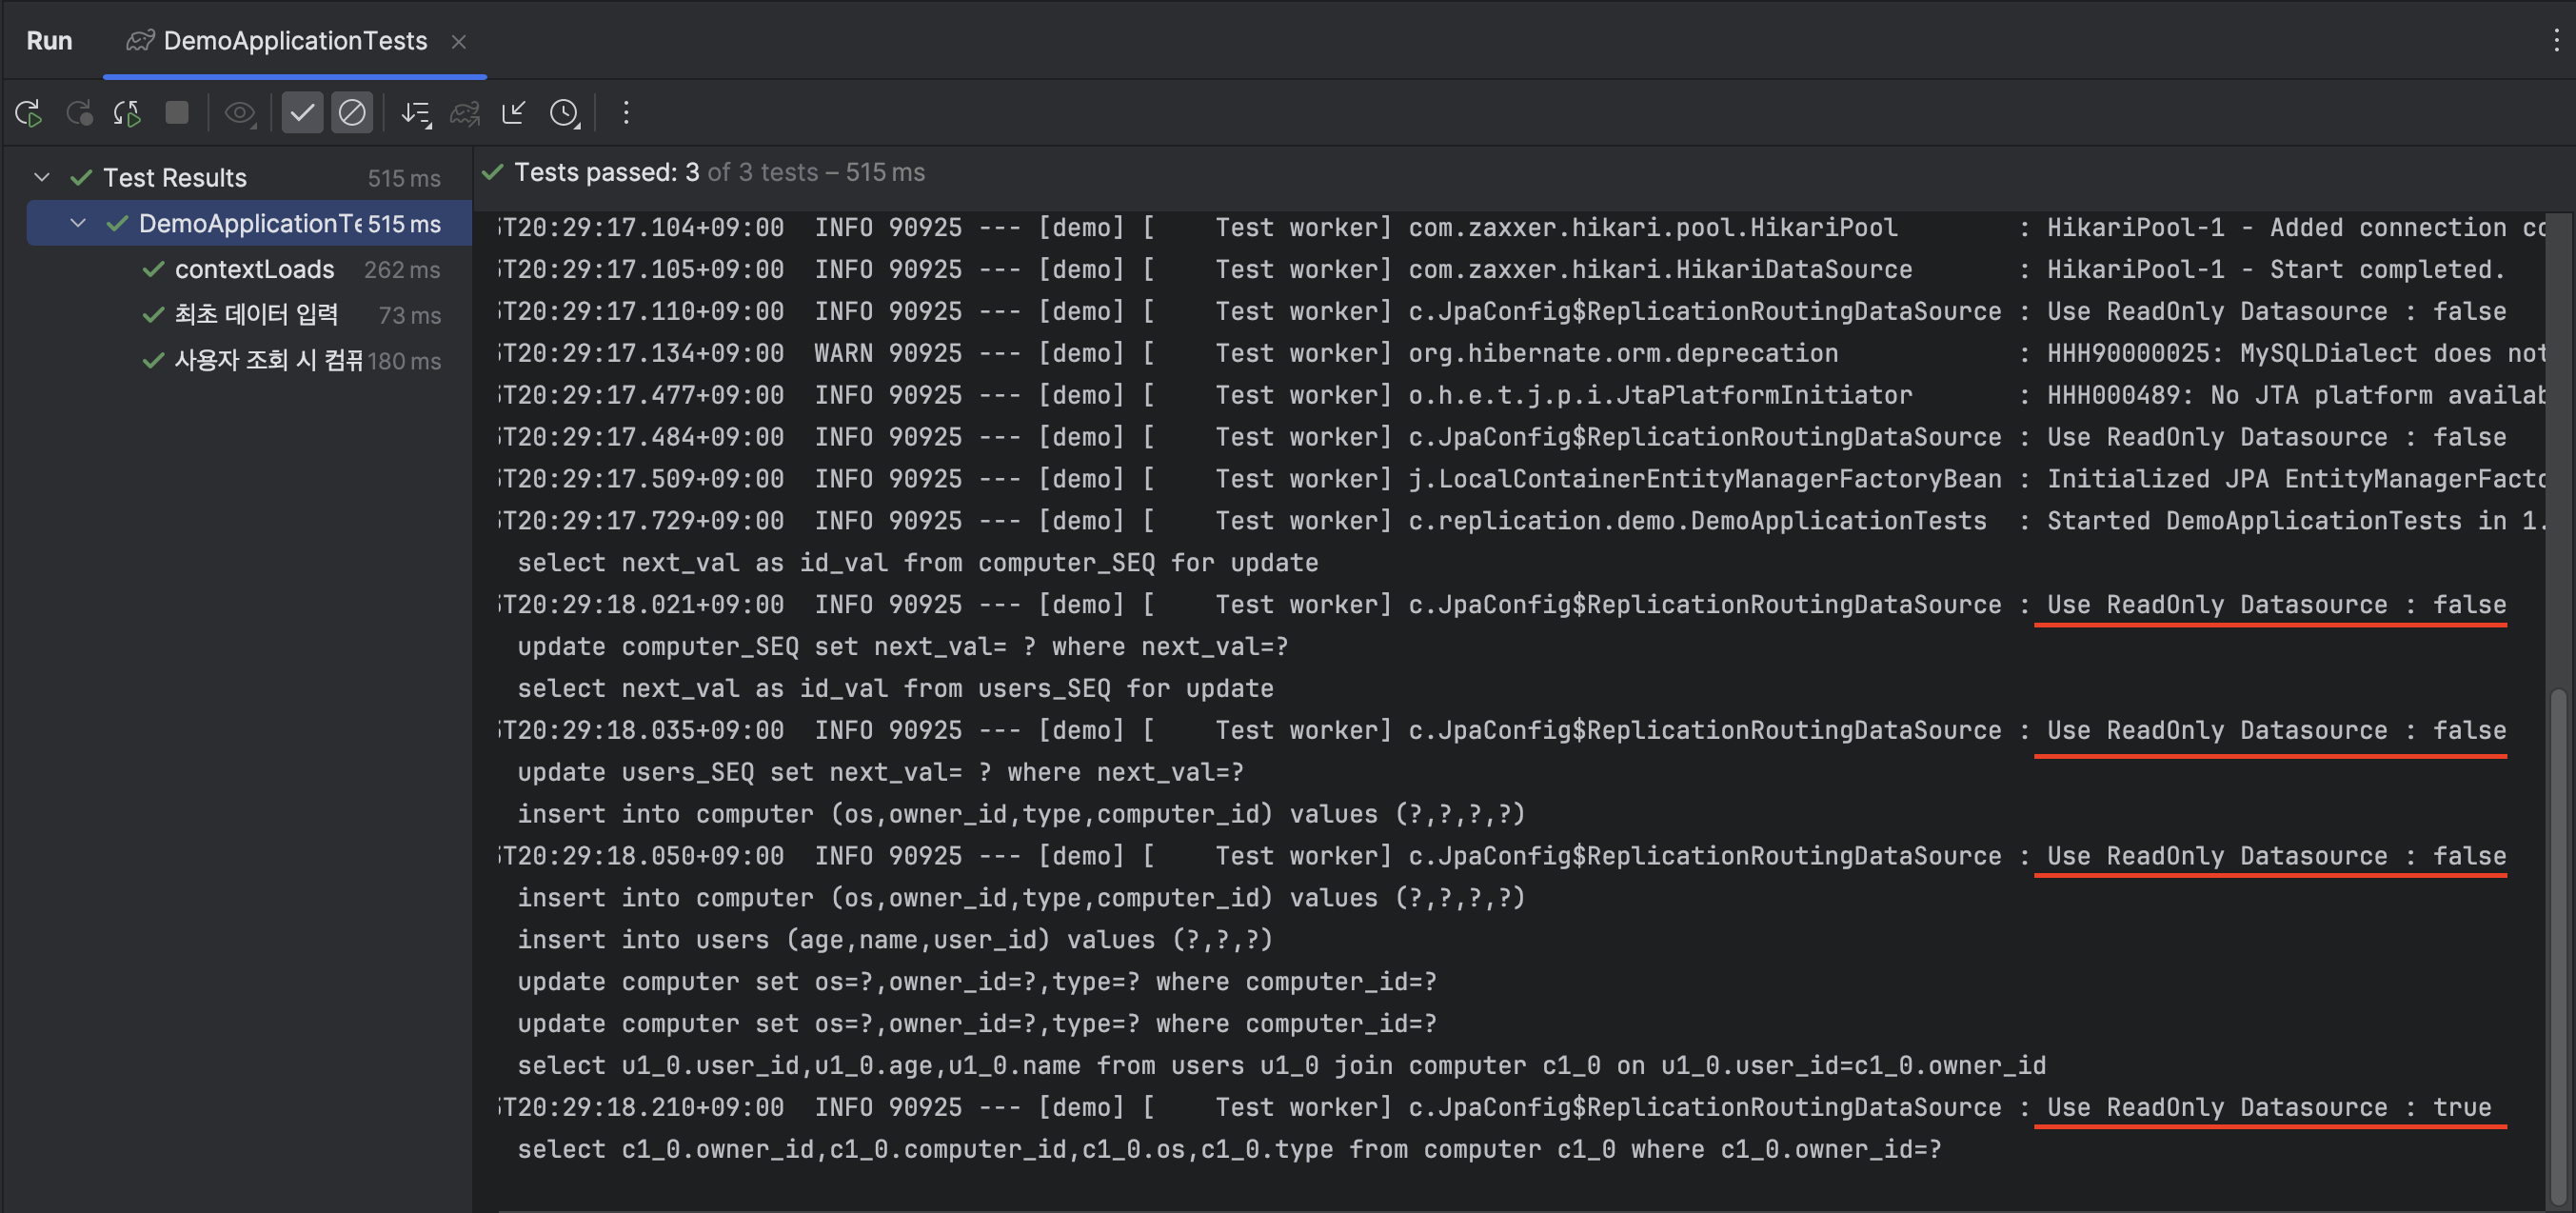 Run DemoApplicationTests
Test Results 515 ms
DemoApplicationTe 515 ms
contextLoads 262 ms
최초 데이터 입력 73 ms
사용자 조회 시 컴퓨 180 ms
Tests passed: 3 of 3 tests – 515 ms
T20:29:17.104+09:00  INFO 90925 --- [demo] [    Test worker] com.zaxxer.hikari.pool.HikariPool        : HikariPool-1 - Added connection co
T20:29:17.105+09:00  INFO 90925 --- [demo] [    Test worker] com.zaxxer.hikari.HikariDataSource       : HikariPool-1 - Start completed.
T20:29:17.110+09:00  INFO 90925 --- [demo] [    Test worker] c.JpaConfig$ReplicationRoutingDataSource : Use ReadOnly Datasource : false
T20:29:17.134+09:00  WARN 90925 --- [demo] [    Test worker] org.hibernate.orm.deprecation            : HHH90000025: MySQLDialect does not
T20:29:17.477+09:00  INFO 90925 --- [demo] [    Test worker] o.h.e.t.j.p.i.JtaPlatformInitiator       : HHH000489: No JTA platform availab
T20:29:17.484+09:00  INFO 90925 --- [demo] [    Test worker] c.JpaConfig$ReplicationRoutingDataSource : Use ReadOnly Datasource : false
T20:29:17.509+09:00  INFO 90925 --- [demo] [    Test worker] j.LocalContainerEntityManagerFactoryBean : Initialized JPA EntityManagerFacto
T20:29:17.729+09:00  INFO 90925 --- [demo] [    Test worker] c.replication.demo.DemoApplicationTests  : Started DemoApplicationTests in 1.
select next_val as id_val from computer_SEQ for update
T20:29:18.021+09:00  INFO 90925 --- [demo] [    Test worker] c.JpaConfig$ReplicationRoutingDataSource : Use ReadOnly Datasource : false
update computer_SEQ set next_val= ? where next_val=?
select next_val as id_val from users_SEQ for update
T20:29:18.035+09:00  INFO 90925 --- [demo] [    Test worker] c.JpaConfig$ReplicationRoutingDataSource : Use ReadOnly Datasource : false
update users_SEQ set next_val= ? where next_val=?
insert into computer (os,owner_id,type,computer_id) values (?,?,?,?)
T20:29:18.050+09:00  INFO 90925 --- [demo] [    Test worker] c.JpaConfig$ReplicationRoutingDataSource : Use ReadOnly Datasource : false
insert into computer (os,owner_id,type,computer_id) values (?,?,?,?)
insert into users (age,name,user_id) values (?,?,?)
update computer set os=?,owner_id=?,type=? where computer_id=?
update computer set os=?,owner_id=?,type=? where computer_id=?
select u1_0.user_id,u1_0.age,u1_0.name from users u1_0 join computer c1_0 on u1_0.user_id=c1_0.owner_id
T20:29:18.210+09:00  INFO 90925 --- [demo] [    Test worker] c.JpaConfig$ReplicationRoutingDataSource : Use ReadOnly Datasource : true
select c1_0.owner_id,c1_0.computer_id,c1_0.os,c1_0.type from computer c1_0 where c1_0.owner_id=?